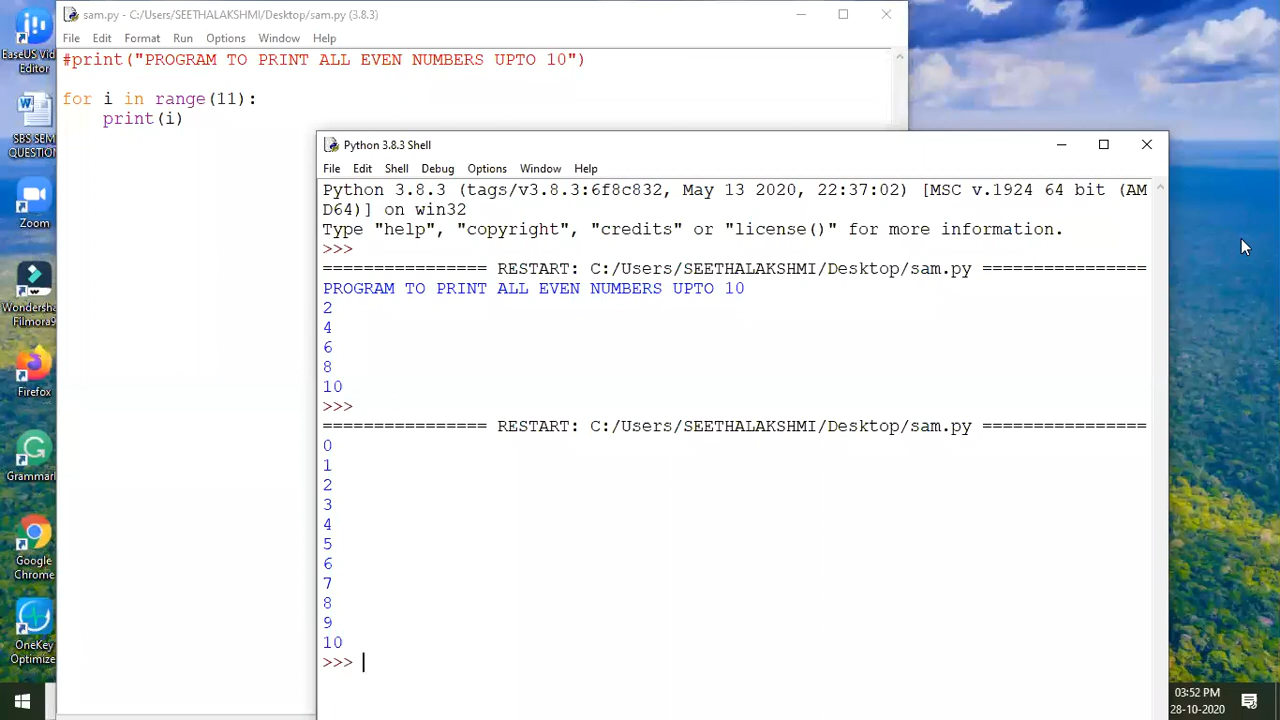 sam.py - C:/Users/SEETHALAKSHMI/Desktop/sam.py (3.8.3)
File Edit Format Run Options Window Help
#print("PROGRAM TO PRINT ALL EVEN NUMBERS UPTO 10")
for i in range(11):
    print(i)
Python 3.8.3 Shell
File Edit Shell Debug Options Window Help
Python 3.8.3 (tags/v3.8.3:6f8c832, May 13 2020, 22:37:02) [MSC v.1924 64 bit (AM
D64)] on win32
Type "help", "copyright", "credits" or "license()" for more information.
>>>
================ RESTART: C:/Users/SEETHALAKSHMI/Desktop/sam.py ================
PROGRAM TO PRINT ALL EVEN NUMBERS UPTO 10
2
4
6
8
10
>>>
================ RESTART: C:/Users/SEETHALAKSHMI/Desktop/sam.py ================
0
1
2
3
4
5
6
7
8
9
10
>>>
EaseUS Vid
Editor
SBS SEM
QUESTION
Zoom
Wondersha
Filmora9
Firefox
Grammarl
Google
Chrome
OneKey
Optimize
03:52 PM
28-10-2020